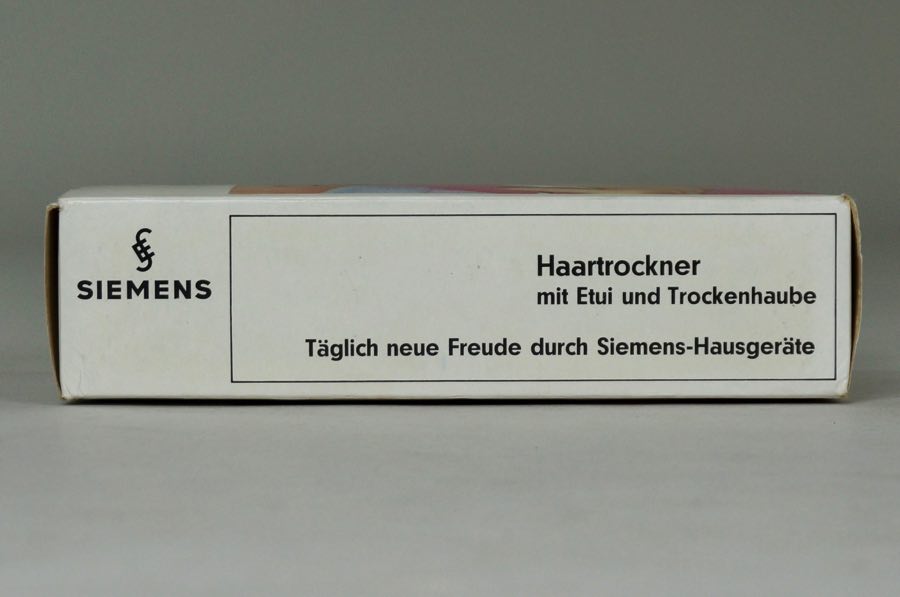 SIEMENS
Haartrockner
mit Etui und Trockenhaube
Täglich neue Freude durch Siemens-Hausgeräte